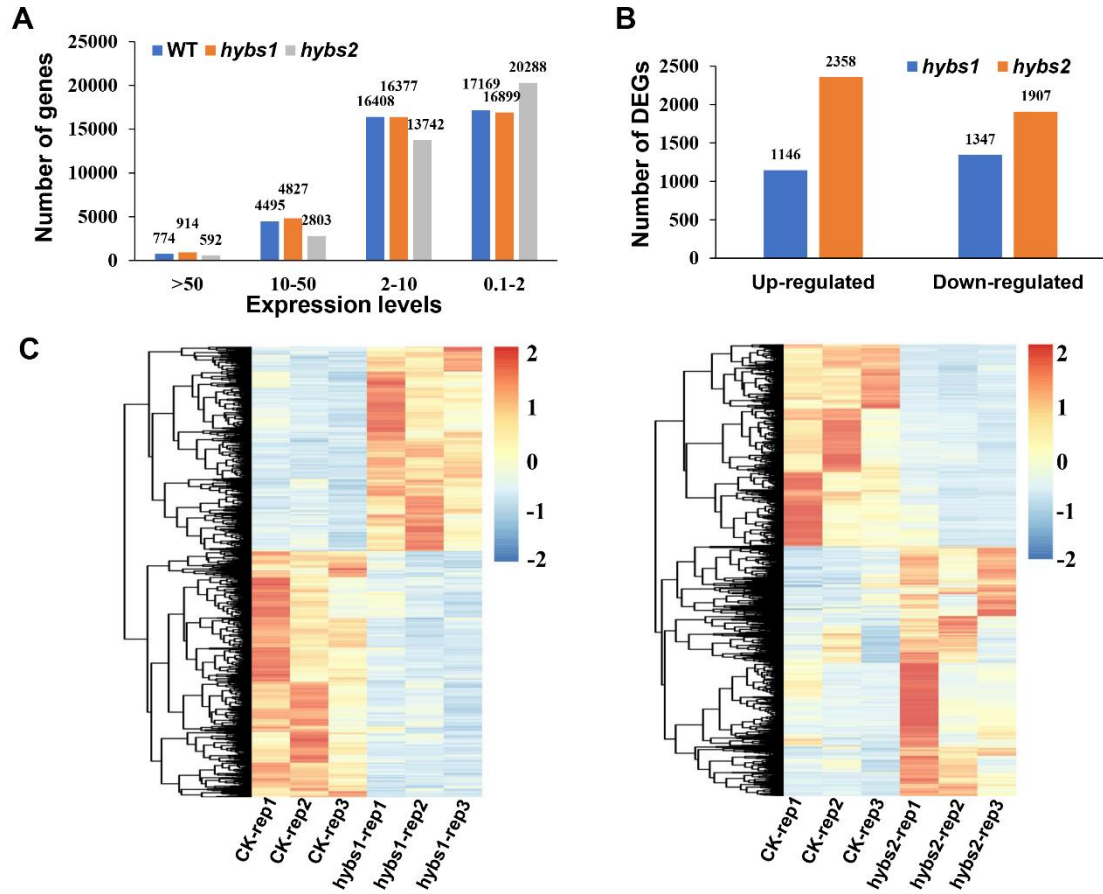 A
Number of genes
25000
20000
15000
10000
5000
0
WT hybs1 hybs2
774 914 592
4495 4827 2803
16408 16377 13742
17169 16899 20288
>50 10-50 2-10 0.1-2
Expression levels
B
Number of DEGs
2500
2000
1500
1000
500
0
hybs1 hybs2
1146 2358
1347 1907
Up-regulated Down-regulated
C
2
1
0
-1
-2
CK-rep1
CK-rep2
CK-rep3
hybs1-rep1
hybs1-rep2
hybs1-rep3
2
1
0
-1
-2
CK-rep1
CK-rep2
CK-rep3
hybs2-rep1
hybs2-rep2
hybs2-rep3